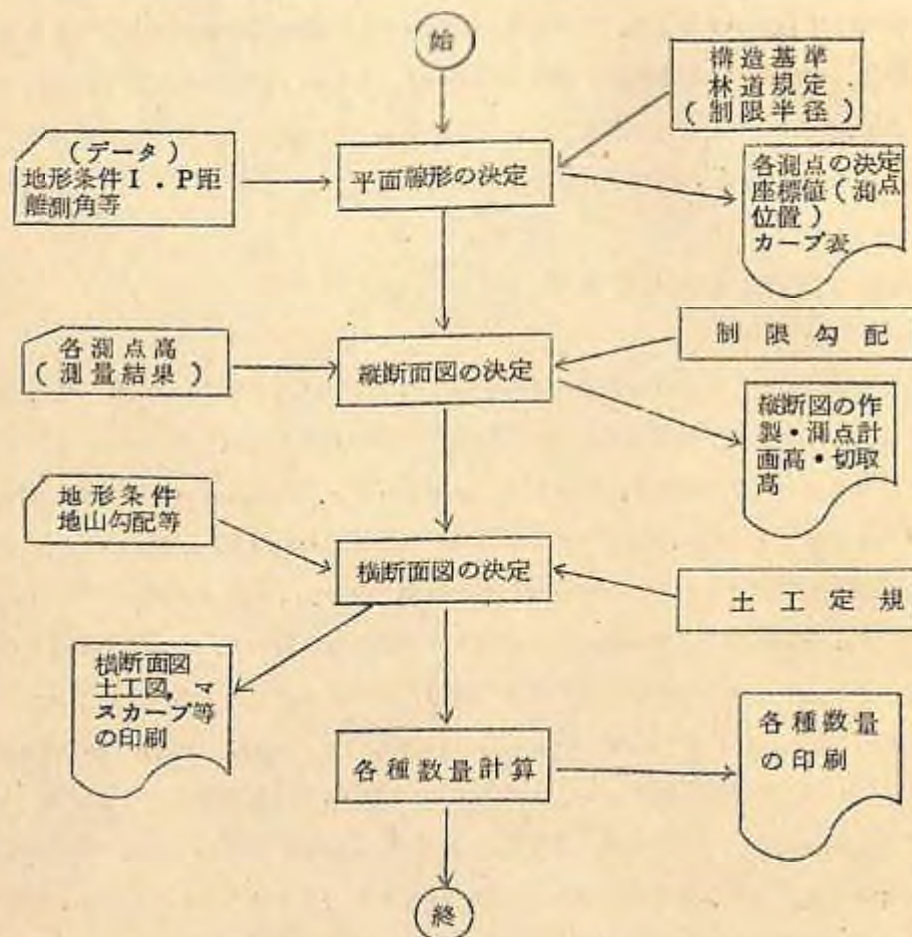 始
構造基準
林道規定
(制限半径)
(データ)
地形条件I.P距
離測角等
平面線形の決定
各測点の決定
座標値(測点
位置)
カーブ表
各測点高
(測量結果)
縦断面図の決定
制限勾配
縦断図の作
製・測点計
画高・切取
高
地形条件
地山勾配等
横断面図の決定
土工定規
横断面図
土工図,マ
スカーブ等
の印刷
各種数量計算
各種数量
の印刷
終